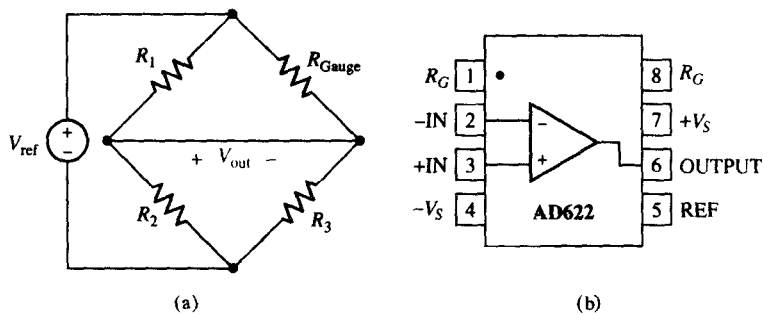 R1
RGauge
Vref
+
−
+ Vout −
R2
R3
(a)
RG 1
8 RG
−IN 2
7 +VS
+IN 3
6 OUTPUT
−VS 4
5 REF
−
+
AD622
(b)